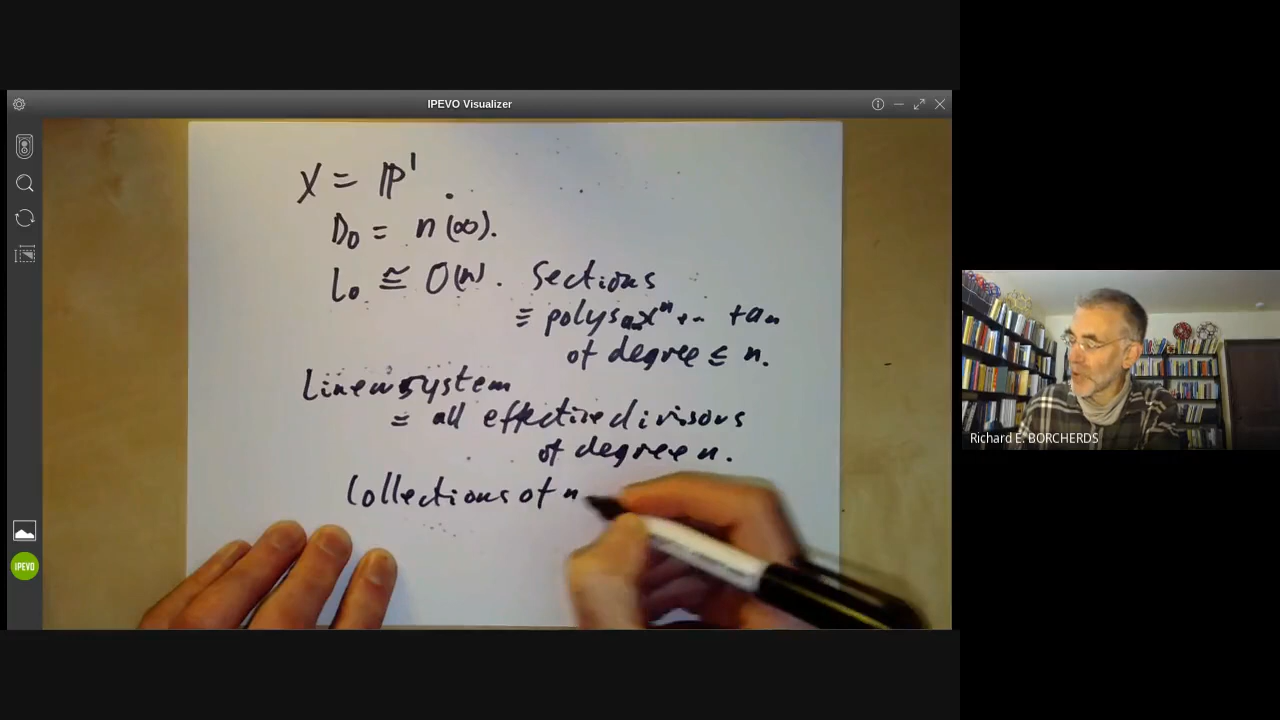 IPEVO Visualizer
X = ℙ¹.
D₀ = n(∞).
L₀ ≅ O(n). Sections
≡ polys aₙxⁿ+.. +a₀
of degree ≤ n.
Linear system
= all effective divisors
of degree n.
Collections of n
IPEVO
Richard E. BORCHERDS